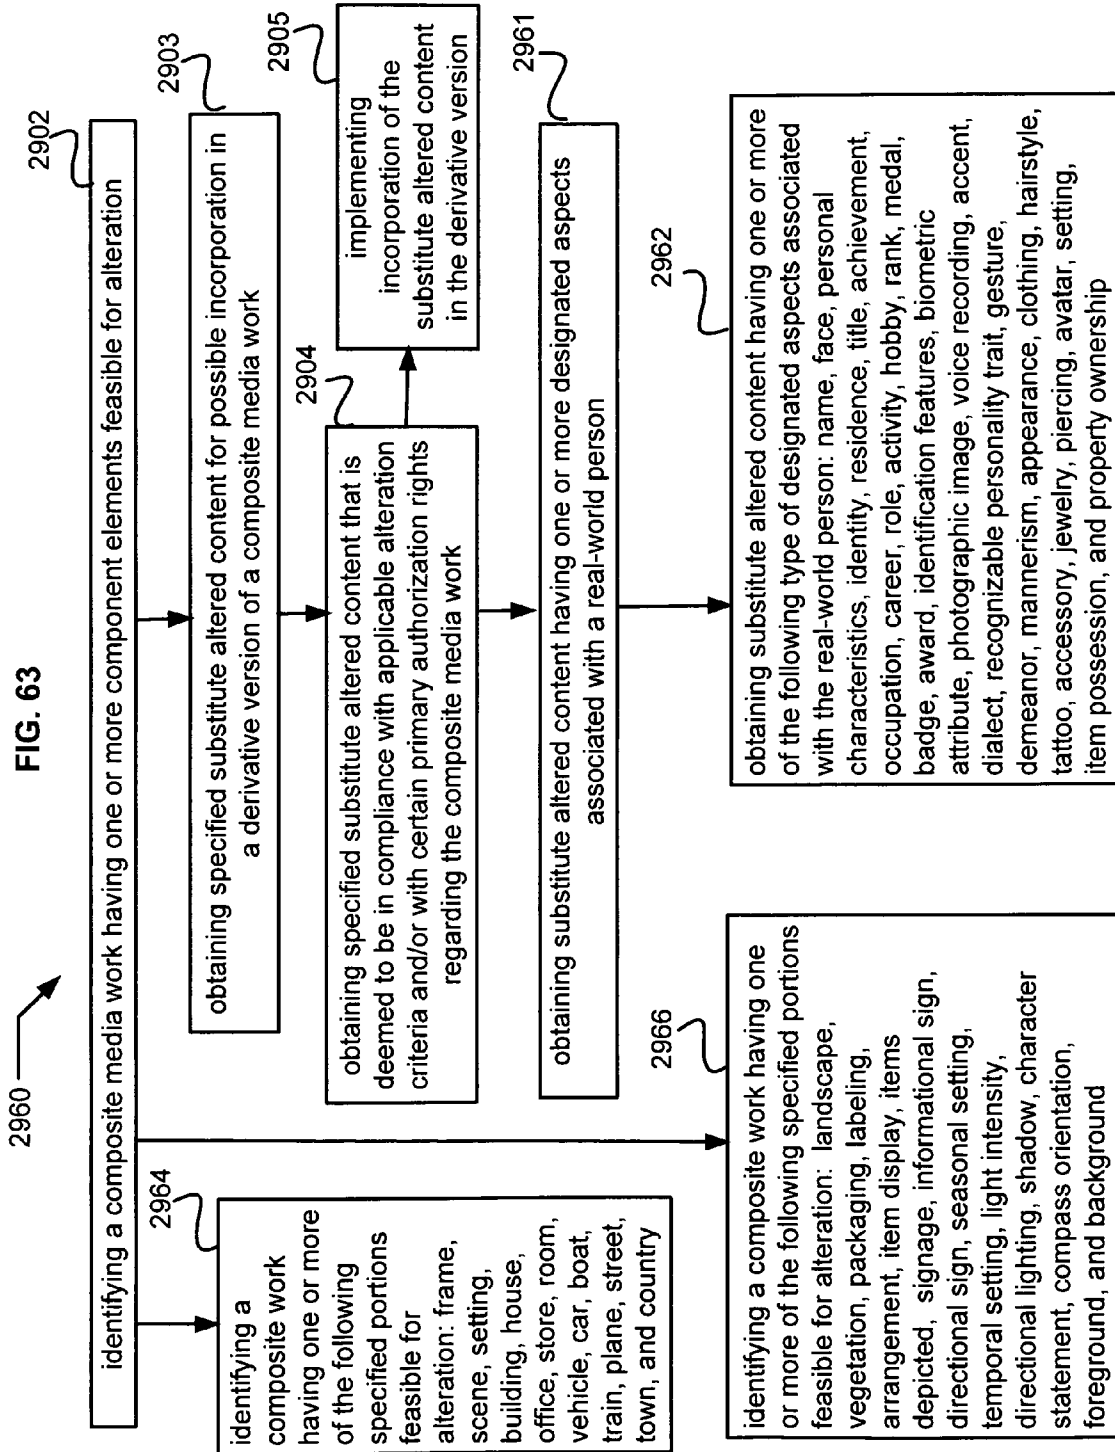 FIG. 63
2960
2902
identifying a composite media work having one or more component elements feasible for alteration
2903
obtaining specified substitute altered content for possible incorporation in
a derivative version of a composite media work
2904
obtaining specified substitute altered content that is
deemed to be in compliance with applicable alteration
criteria and/or with certain primary authorization rights
regarding the composite media work
2905
implementing
incorporation of the
substitute altered content
in the derivative version
2961
obtaining substitute altered content having one or more designated aspects
associated with a real-world person
2964
identifying a
composite work
having one or more
of the following
specified portions
feasible for
alteration: frame,
scene, setting,
building, house,
office, store, room,
vehicle, car, boat,
train, plane, street,
town, and country
2966
identifying a composite work having one
or more of the following specified portions
feasible for alteration: landscape,
vegetation, packaging, labeling,
arrangement, item display, items
depicted, signage, informational sign,
directional sign, seasonal setting,
temporal setting, light intensity,
directional lighting, shadow, character
statement, compass orientation,
foreground, and background
2962
obtaining substitute altered content having one or more
of the following type of designated aspects associated
with the real-world person: name, face, personal
characteristics, identity, residence, title, achievement,
occupation, career, role, activity, hobby, rank, medal,
badge, award, identification features, biometric
attribute, photographic image, voice recording, accent,
dialect, recognizable personality trait, gesture,
demeanor, mannerism, appearance, clothing, hairstyle,
tattoo, accessory, jewelry, piercing, avatar, setting,
item possession, and property ownership